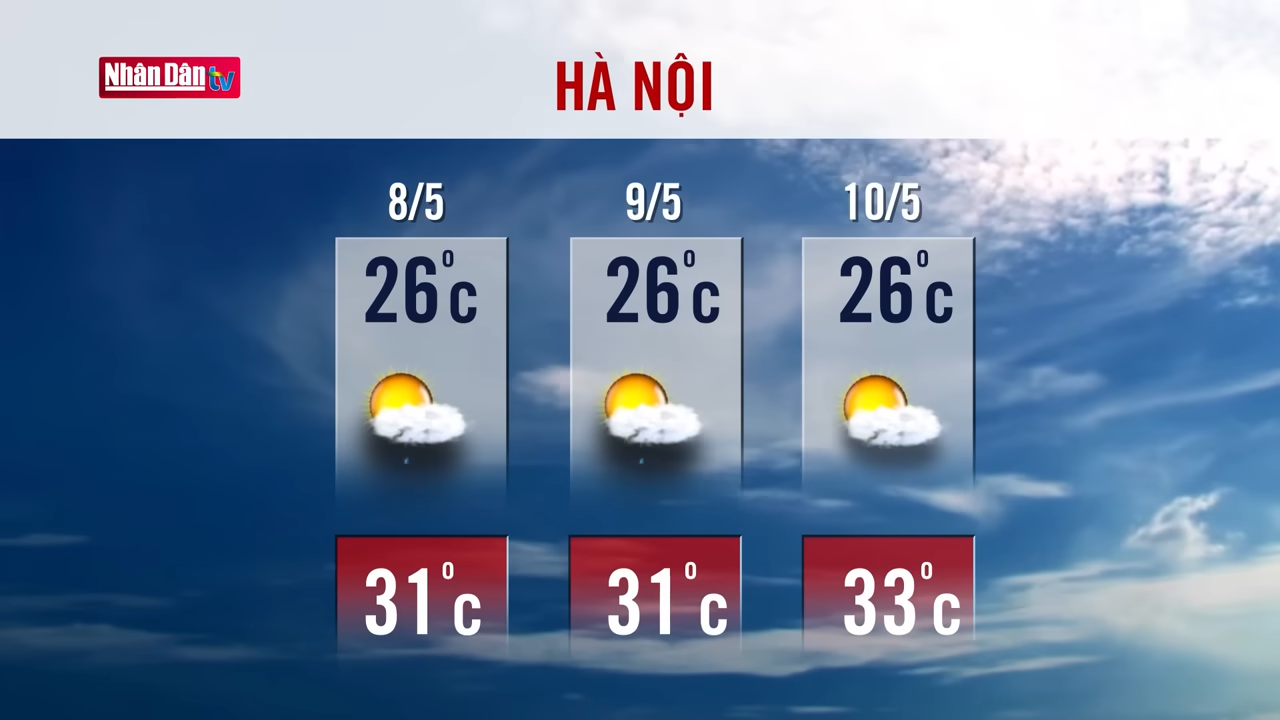 Nhân Dân tv
HÀ NỘI
8/5 9/5 10/5
26°C 26°C 26°C
31°C 31°C 33°C